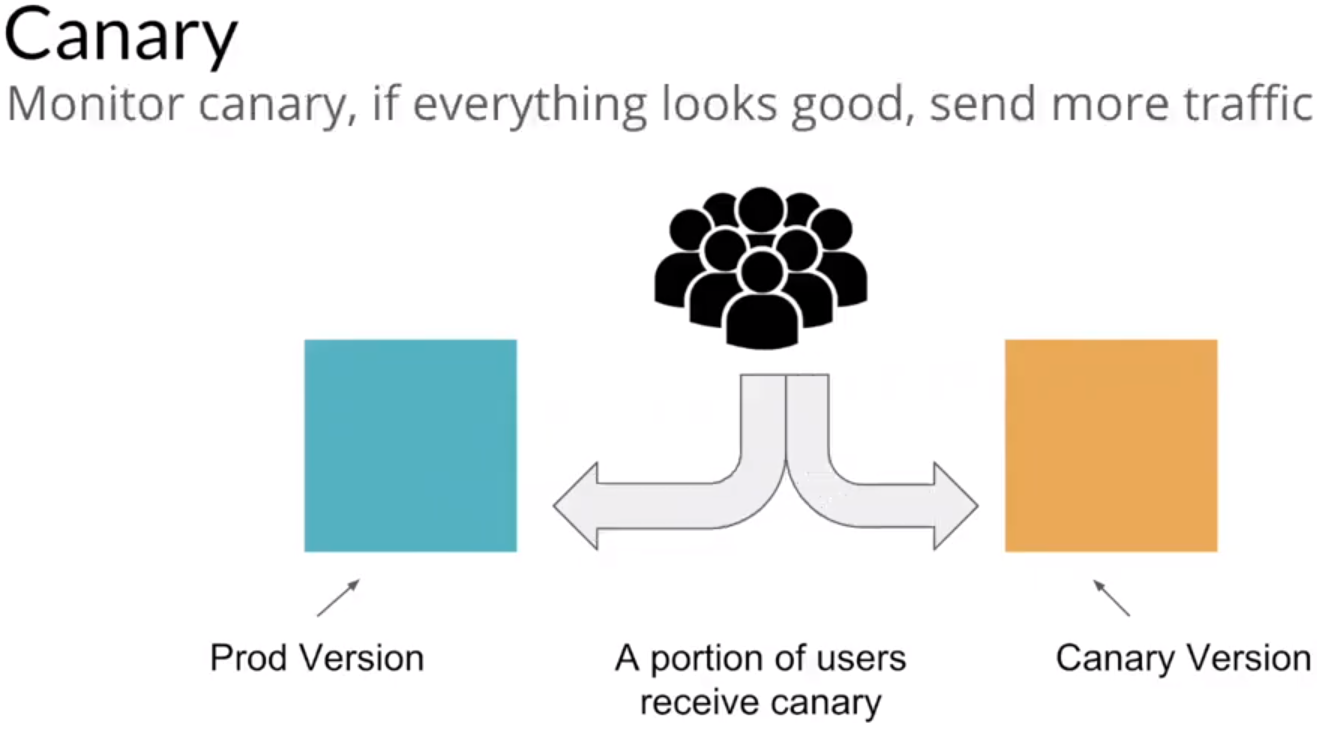 Canary
Monitor canary, if everything looks good, send more traffic
Prod Version
A portion of users
receive canary
Canary Version